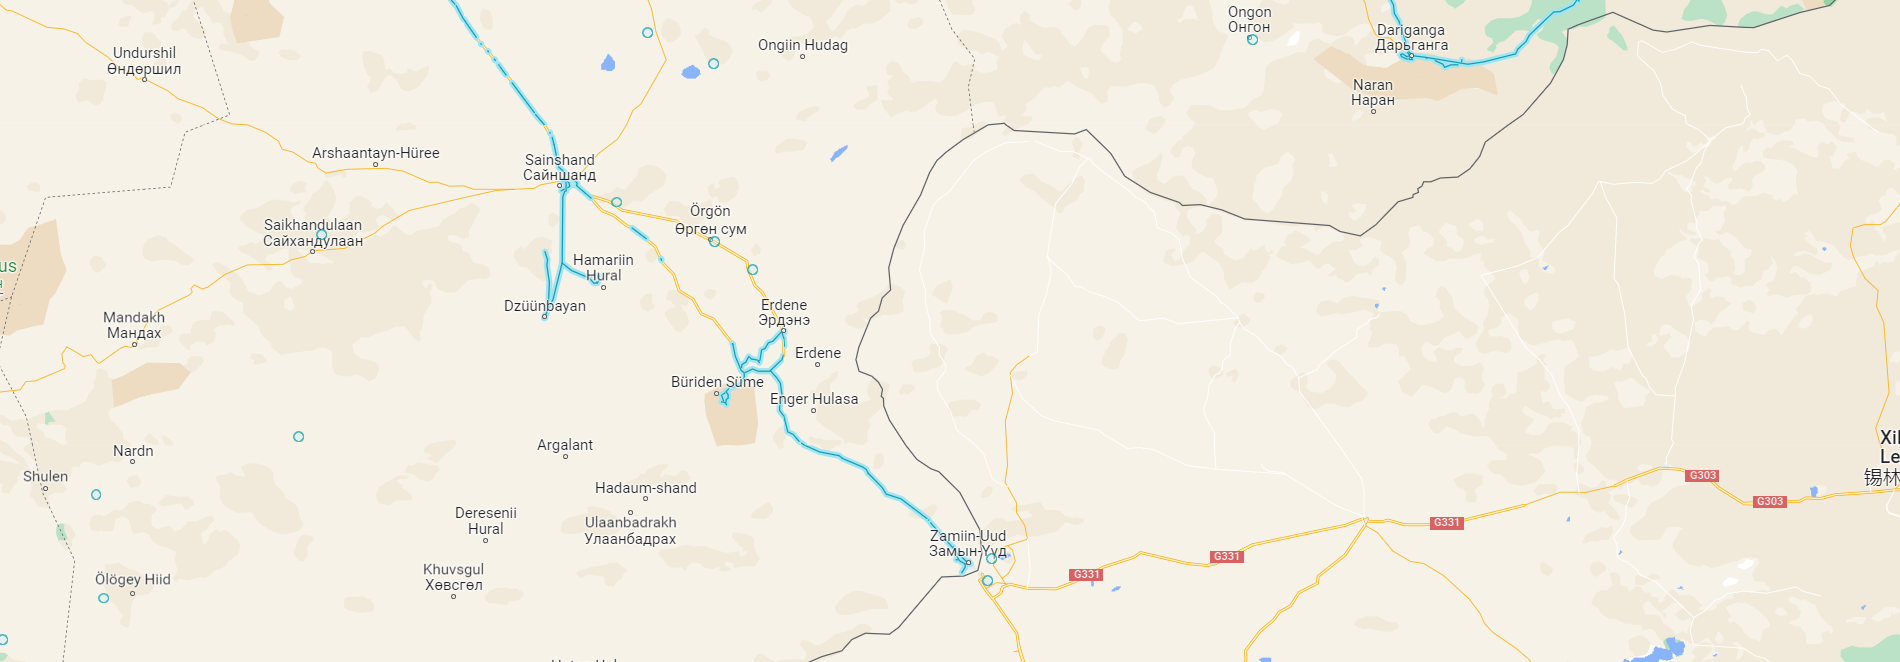 Ongon
Онгон
Dariganga
Дарьганга
Ongiin Hudag
Undurshil
Өндөршил
Naran
Наран
Arshaantayn-Hüree
Sainshand
Сайншанд
Saikhandulaan
Сайхандулаан
Örgön
Өргөн сум
us
Hamariin
Hural
Dzüünbayan
Erdene
Эрдэнэ
Mandakh
Мандах
Erdene
Büriden Süme
Enger Hulasa
Argalant
Nardn
Shulen
Xil
Le
锡林
G303
G303
Hadaum-shand
Deresenii
Hural
Ulaanbadrakh
Улаанбадрах
G331
Zamiin-Uud
Замын-Үүд
G331
G331
Khuvsgul
Хөвсгөл
Ölögey Hiid